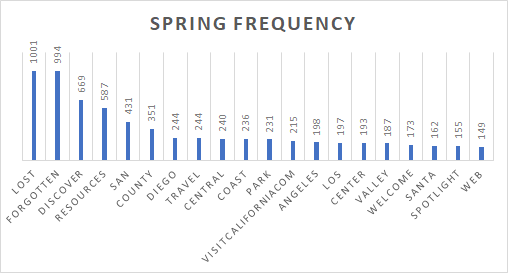 SPRING FREQUENCY
1001
994
669
587
431
351
244
244
240
236
231
215
198
197
193
187
173
162
155
149
LOST
FORGOTTEN
DISCOVER
RESOURCES
SAN
COUNTY
DIEGO
TRAVEL
CENTRAL
COAST
PARK
VISITCALIFORNIACOM
ANGELES
LOS
CENTER
VALLEY
WELCOME
SANTA
SPOTLIGHT
WEB